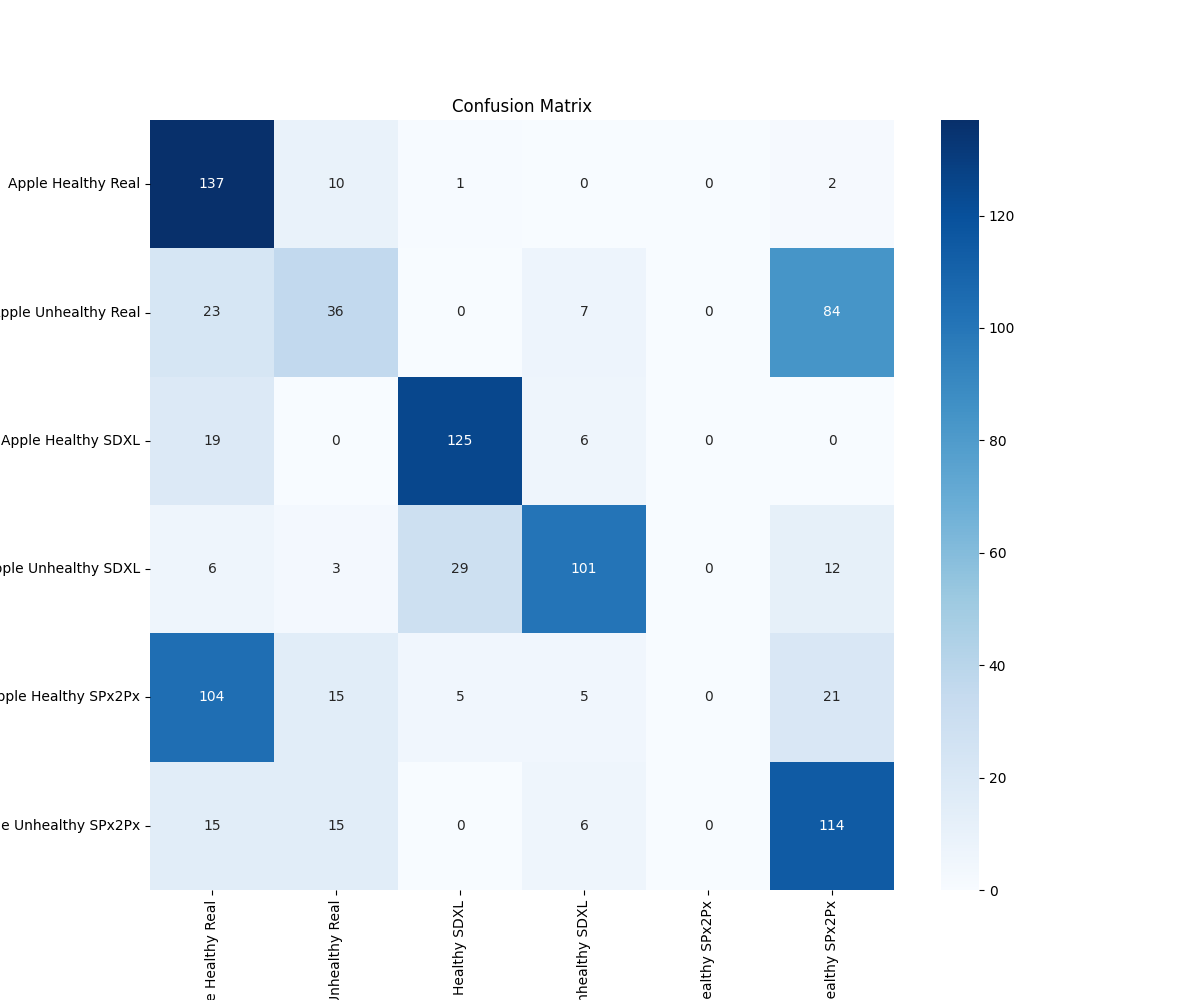 Confusion Matrix
Apple Healthy Real
137 10 1 0 0 2
Apple Unhealthy Real
23 36 0 7 0 84
Apple Healthy SDXL
19 0 125 6 0 0
ple Unhealthy SDXL
6 3 29 101 0 12
ople Healthy SPx2Px
104 15 5 5 0 21
e Unhealthy SPx2Px
15 15 0 6 0 114
e Healthy Real
Unhealthy Real
Healthy SDXL
nhealthy SDXL
ealthy SPx2Px
ealthy SPx2Px
120
100
80
60
40
20
0